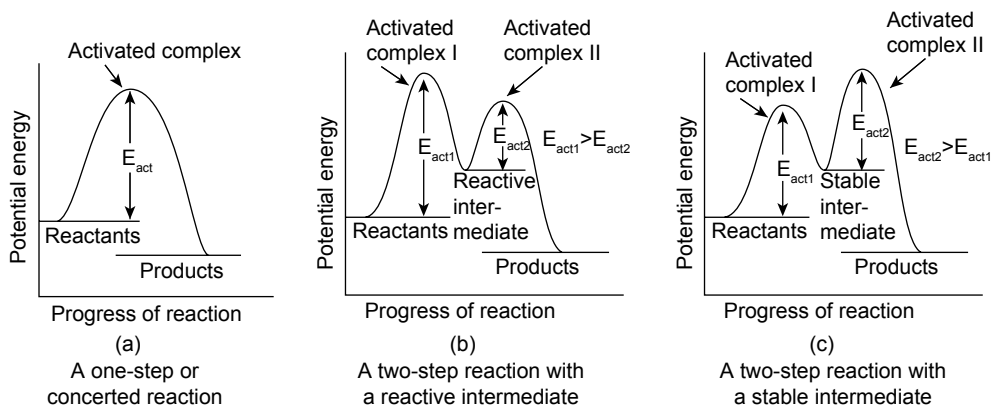 Activated complex
Potential energy
E_act
Reactants
Products
Progress of reaction
(a)
A one-step or
concerted reaction
Activated
complex I
Activated
complex II
Potential energy
E_act1
E_act2
E_act1>E_act2
Reactive
inter-
mediate
Reactants
Products
Progress of reaction
(b)
A two-step reaction with
a reactive intermediate
Activated
complex II
Activated
complex I
Potential energy
E_act2
E_act1
E_act2>E_act1
Stable
inter-
mediate
Reactants
Products
Progress of reaction
(c)
A two-step reaction with
a stable intermediate